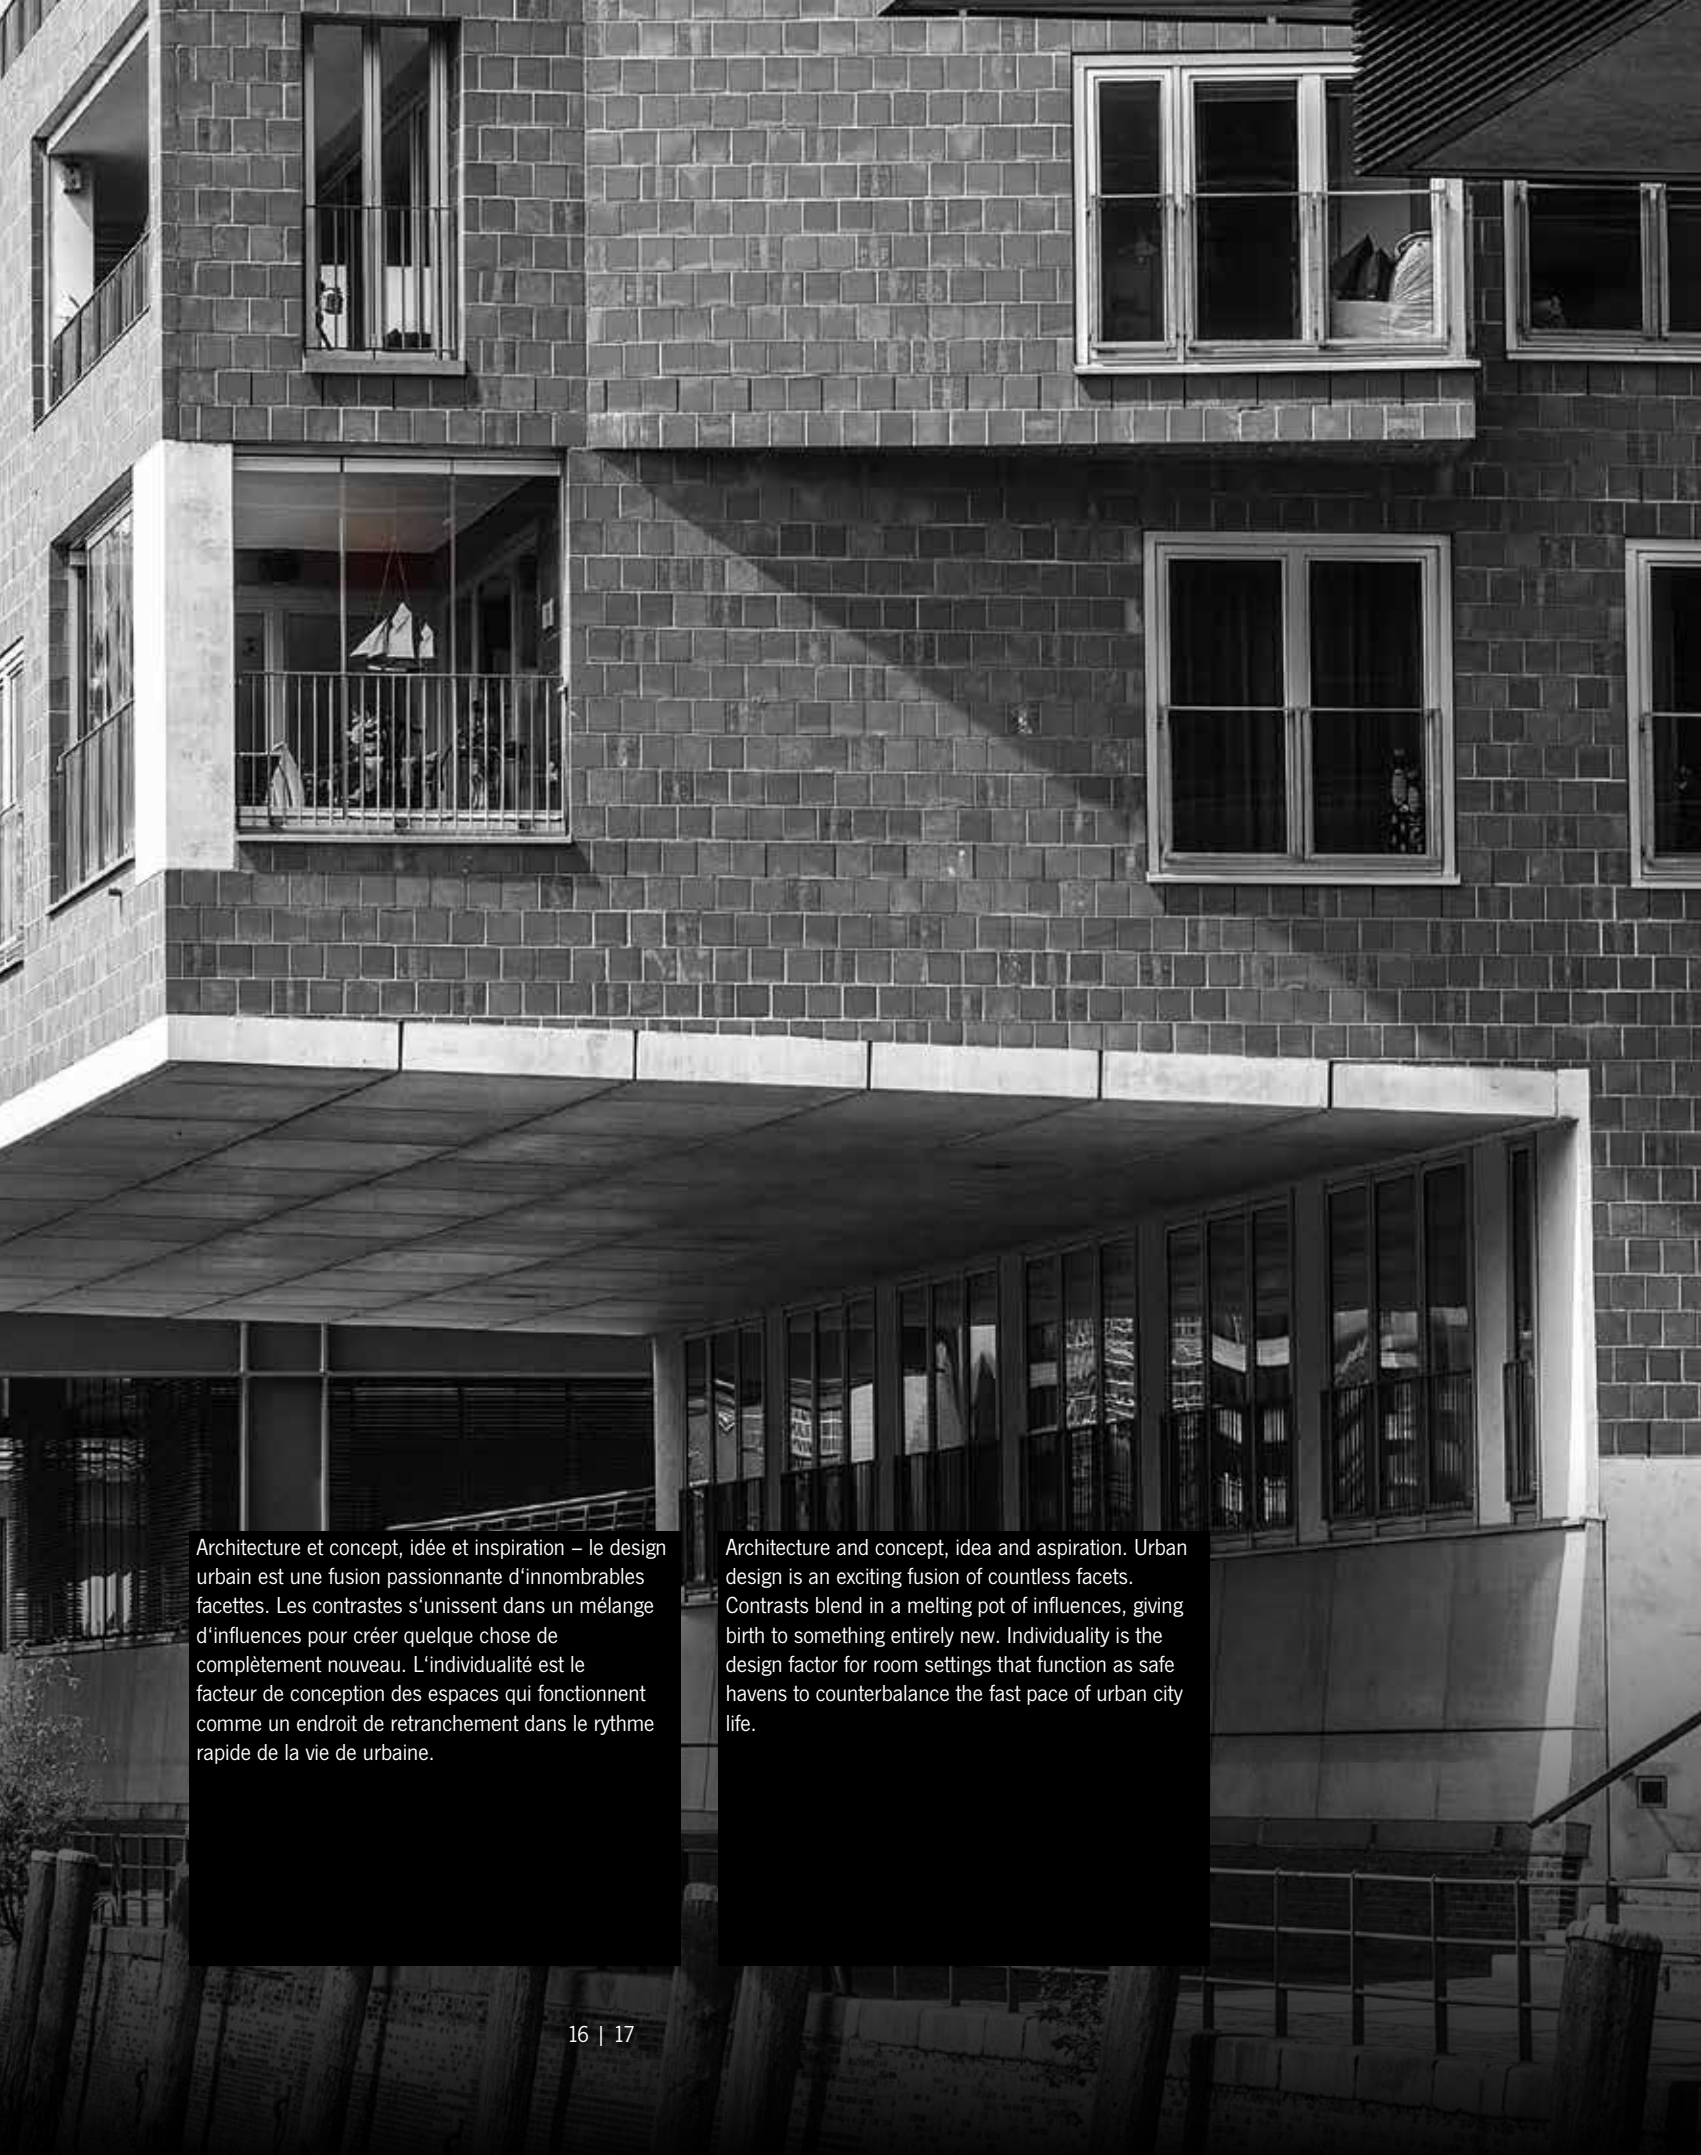 Architecture et concept, idée et inspiration – le design
urbain est une fusion passionnante d‘innombrables
facettes. Les contrastes s‘unissent dans un mélange
d‘influences pour créer quelque chose de
complètement nouveau. L‘individualité est le
facteur de conception des espaces qui fonctionnent
comme un endroit de retranchement dans le rythme
rapide de la vie de urbaine.
Architecture and concept, idea and aspiration. Urban
design is an exciting fusion of countless facets.
Contrasts blend in a melting pot of influences, giving
birth to something entirely new. Individuality is the
design factor for room settings that function as safe
havens to counterbalance the fast pace of urban city
life.
16 | 17